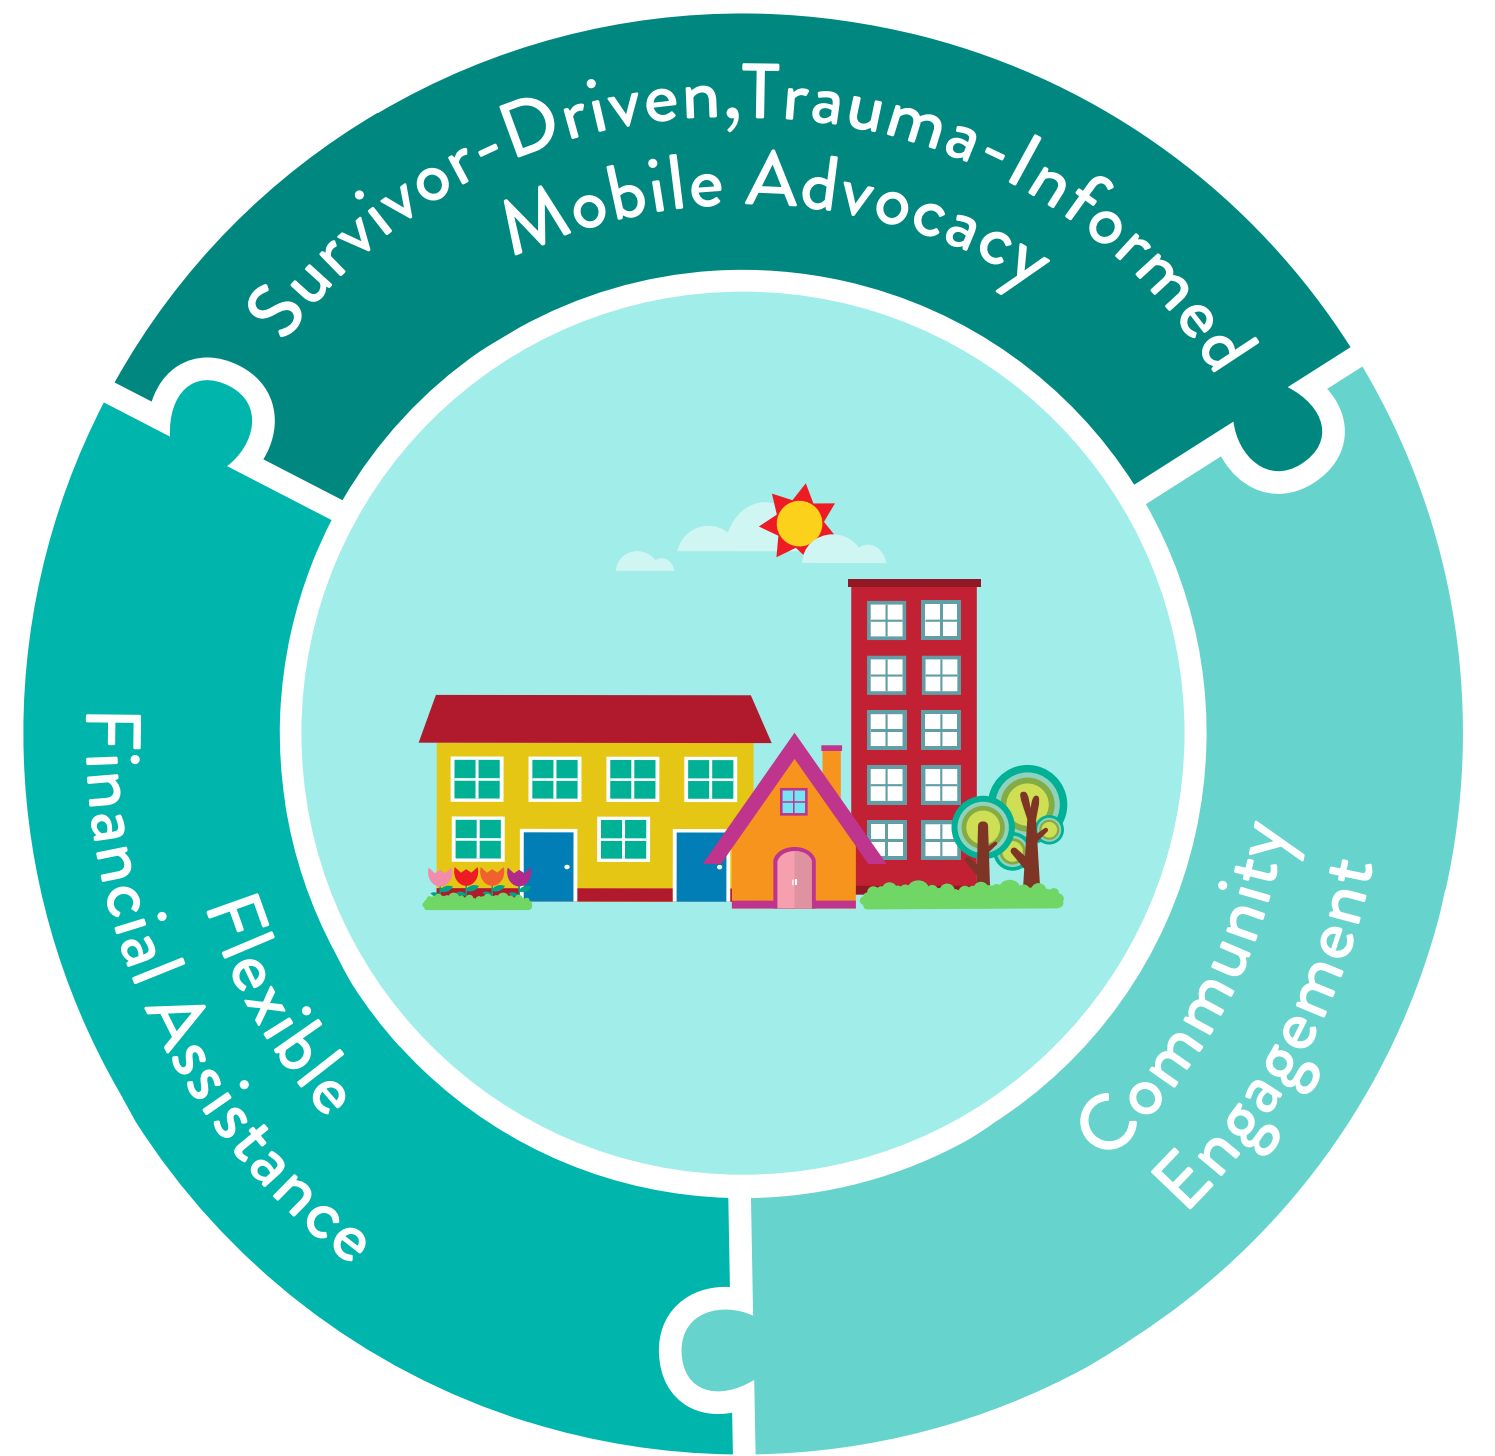 Survivor-Driven, Trauma-Informed
Mobile Advocacy
Community
Engagement
Flexible
Financial Assistance